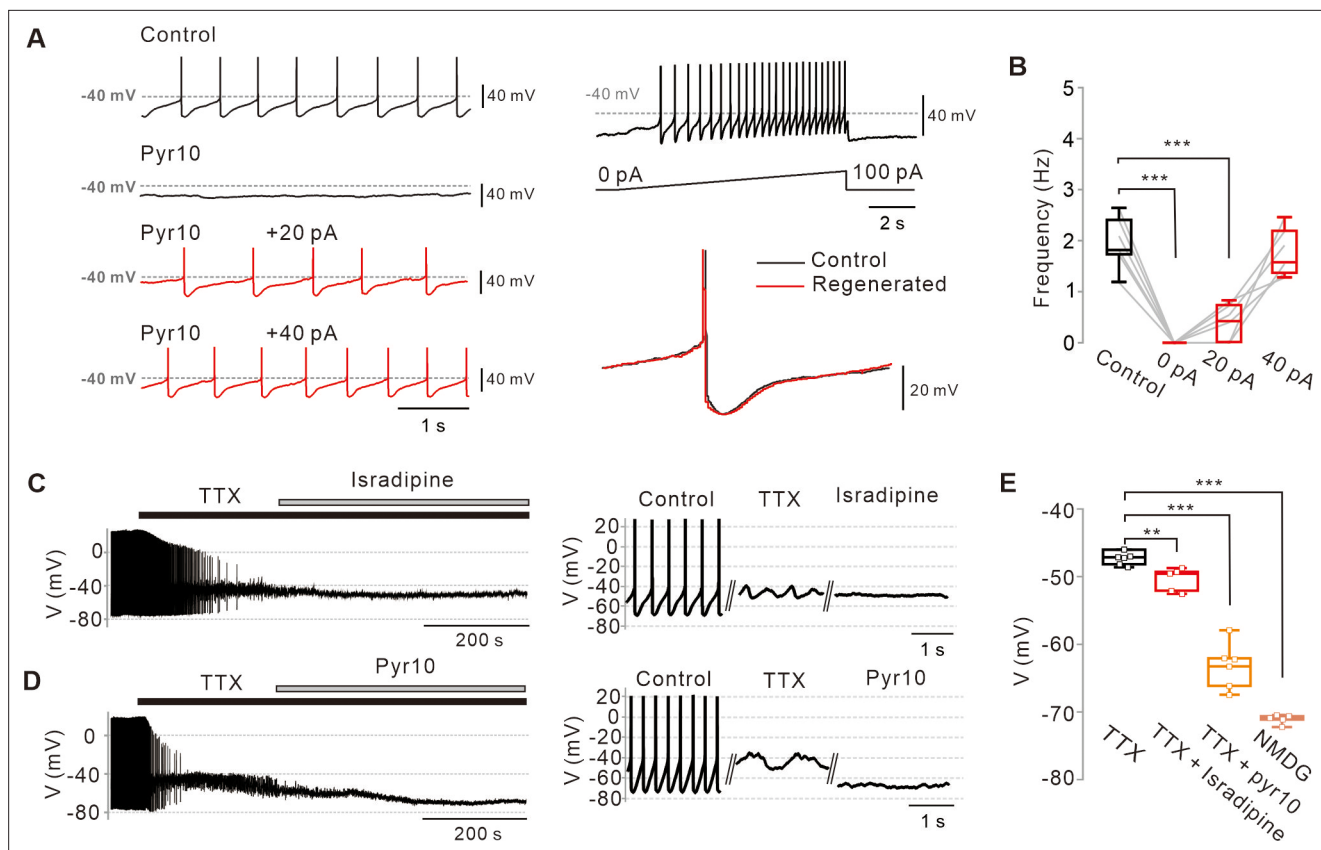 A
Control
-40 mV
40 mV
Pyr10
-40 mV
40 mV
Pyr10 +20 pA
-40 mV
40 mV
Pyr10 +40 pA
-40 mV
40 mV
1 s
-40 mV
40 mV
0 pA
100 pA
2 s
Control
Regenerated
20 mV
B
Frequency (Hz)
5
4
3
2
1
0
***
***
Control
0 pA
20 pA
40 pA
C
Isradipine
TTX
V (mV)
0
-40
-80
200 s
Control TTX Isradipine
V (mV)
20
0
-20
-40
-60
-80
1 s
D
Pyr10
TTX
V (mV)
0
-40
-80
200 s
Control TTX Pyr10
V (mV)
20
0
-20
-40
-60
-80
1 s
E
V (mV)
-40
-50
-60
-70
-80
***
***
**
TTX
TTX + Isradipine
TTX + pyr10
NMDG